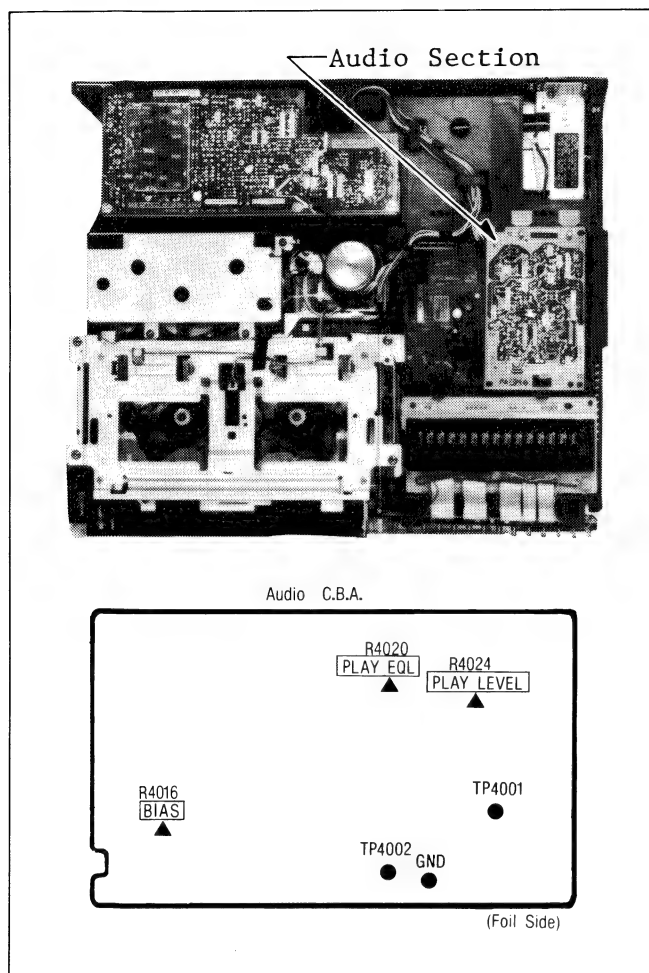 Audio Section
Audio C.B.A.
R4020
PLAY EQL
R4024
PLAY LEVEL
R4016
BIAS
TP4001
TP4002
GND
(Foil Side)